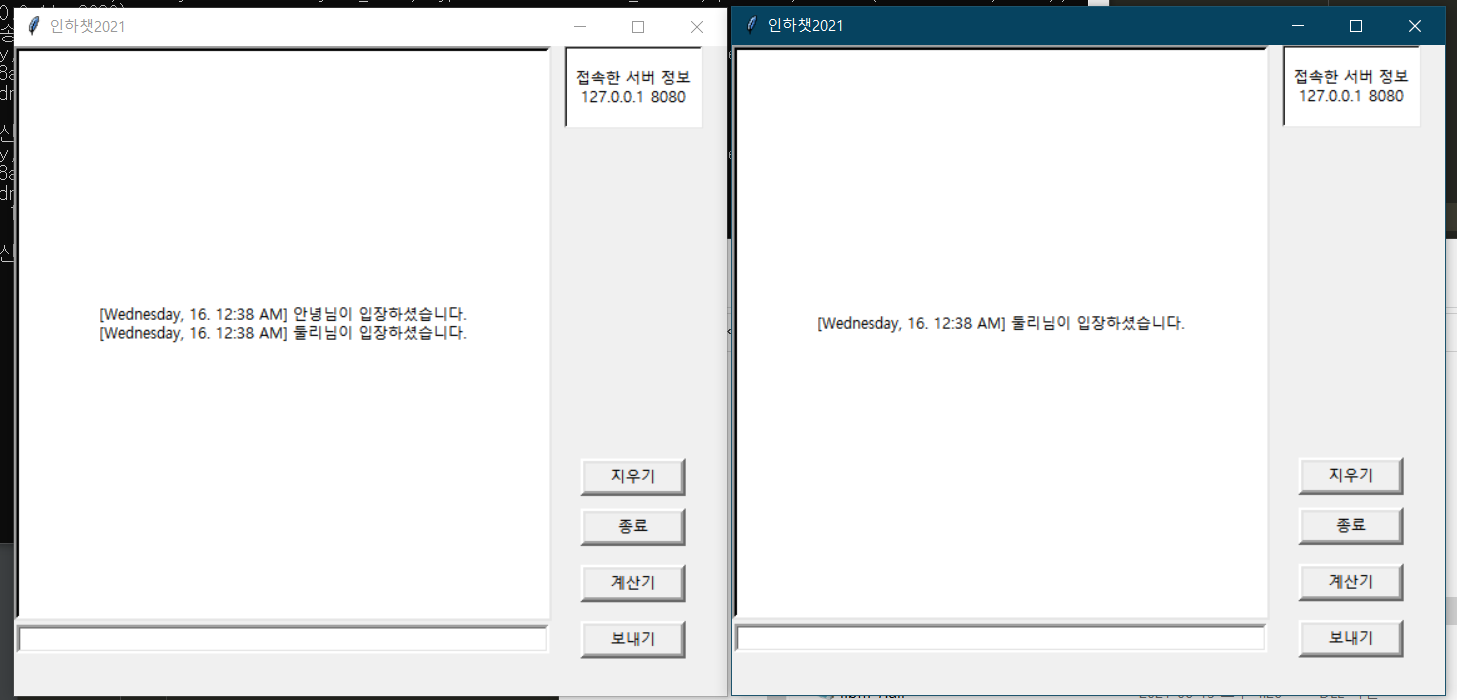 인하챗2021
접속한 서버 정보
127.0.0.1 8080
[Wednesday, 16. 12:38 AM] 안녕님이 입장하셨습니다.
[Wednesday, 16. 12:38 AM] 둘리님이 입장하셨습니다.
지우기
종료
계산기
보내기
인하챗2021
접속한 서버 정보
127.0.0.1 8080
[Wednesday, 16. 12:38 AM] 둘리님이 입장하셨습니다.
지우기
종료
계산기
보내기